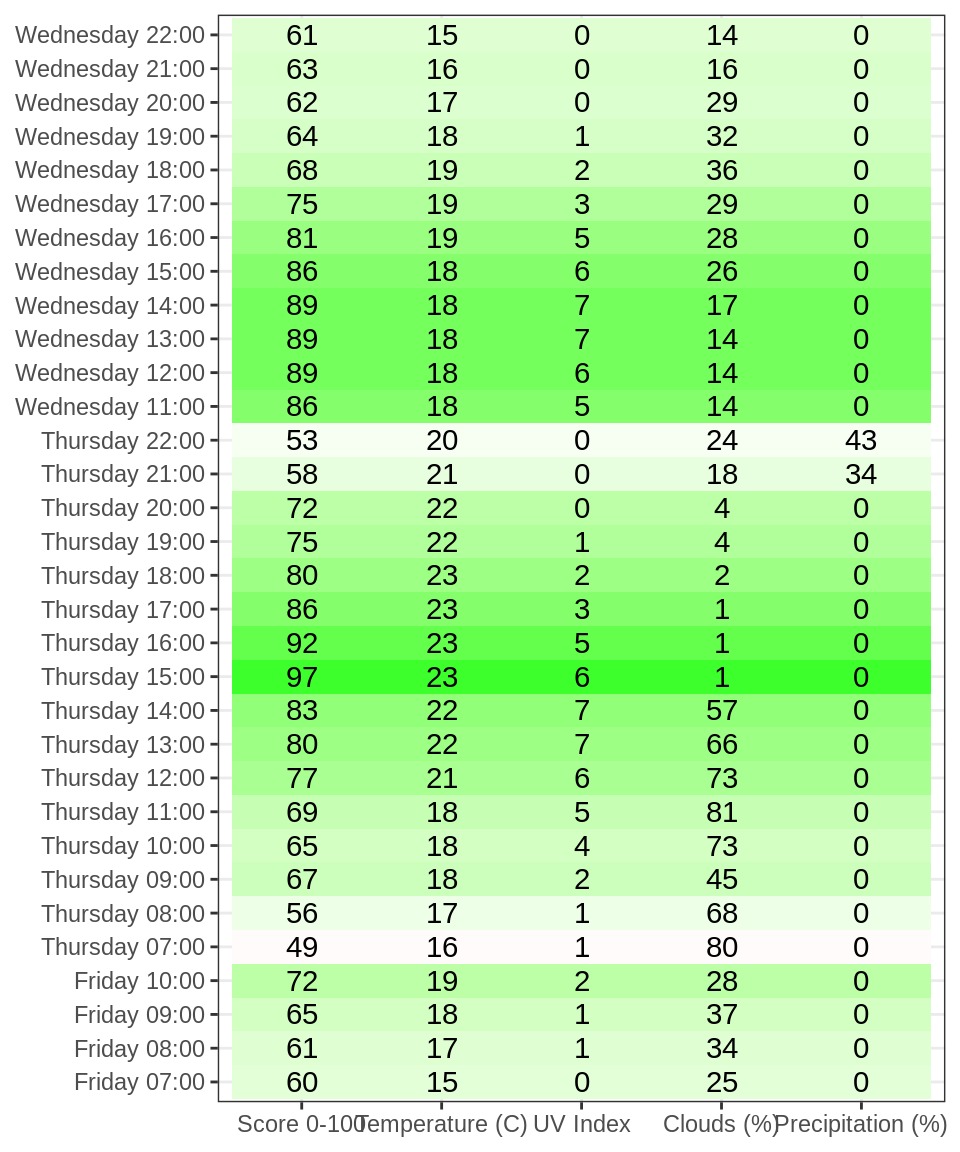 Wednesday 22:00 61 15 0 14 0
Wednesday 21:00 63 16 0 16 0
Wednesday 20:00 62 17 0 29 0
Wednesday 19:00 64 18 1 32 0
Wednesday 18:00 68 19 2 36 0
Wednesday 17:00 75 19 3 29 0
Wednesday 16:00 81 19 5 28 0
Wednesday 15:00 86 18 6 26 0
Wednesday 14:00 89 18 7 17 0
Wednesday 13:00 89 18 7 14 0
Wednesday 12:00 89 18 6 14 0
Wednesday 11:00 86 18 5 14 0
Thursday 22:00 53 20 0 24 43
Thursday 21:00 58 21 0 18 34
Thursday 20:00 72 22 0 4 0
Thursday 19:00 75 22 1 4 0
Thursday 18:00 80 23 2 2 0
Thursday 17:00 86 23 3 1 0
Thursday 16:00 92 23 5 1 0
Thursday 15:00 97 23 6 1 0
Thursday 14:00 83 22 7 57 0
Thursday 13:00 80 22 7 66 0
Thursday 12:00 77 21 6 73 0
Thursday 11:00 69 18 5 81 0
Thursday 10:00 65 18 4 73 0
Thursday 09:00 67 18 2 45 0
Thursday 08:00 56 17 1 68 0
Thursday 07:00 49 16 1 80 0
Friday 10:00 72 19 2 28 0
Friday 09:00 65 18 1 37 0
Friday 08:00 61 17 1 34 0
Friday 07:00 60 15 0 25 0
Score 0-100 Temperature (C) UV Index Clouds (%) Precipitation (%)